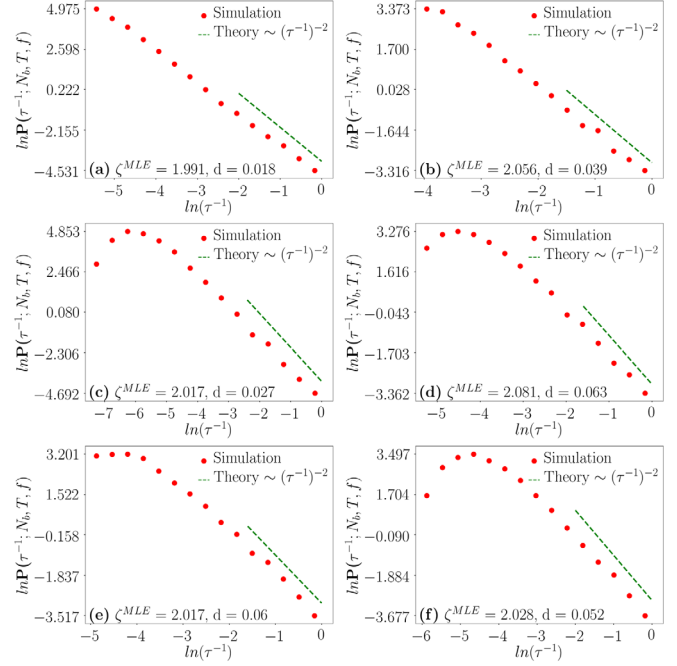 4.975
2.598
0.222
−2.155
−4.531
lnP(τ⁻¹; N_b, T, f)
Simulation
Theory ∼ (τ⁻¹)⁻²
(a) ζ^MLE = 1.991, d = 0.018
−5 −4 −3 −2 −1 0
ln(τ⁻¹)
3.373
1.700
0.028
−1.644
−3.316
lnP(τ⁻¹; N_b, T, f)
Simulation
Theory ∼ (τ⁻¹)⁻²
(b) ζ^MLE = 2.056, d = 0.039
−4 −3 −2 −1 0
ln(τ⁻¹)
4.853
2.466
0.080
−2.306
−4.692
lnP(τ⁻¹; N_b, T, f)
Simulation
Theory ∼ (τ⁻¹)⁻²
(c) ζ^MLE = 2.017, d = 0.027
−7 −6 −5 −4 −3 −2 −1 0
ln(τ⁻¹)
3.276
1.616
−0.043
−1.703
−3.362
lnP(τ⁻¹; N_b, T, f)
Simulation
Theory ∼ (τ⁻¹)⁻²
(d) ζ^MLE = 2.081, d = 0.063
−5 −4 −3 −2 −1 0
ln(τ⁻¹)
3.201
1.522
−0.158
−1.837
−3.517
lnP(τ⁻¹; N_b, T, f)
Simulation
Theory ∼ (τ⁻¹)⁻²
(e) ζ^MLE = 2.017, d = 0.06
−5 −4 −3 −2 −1 0
ln(τ⁻¹)
3.497
1.704
−0.090
−1.884
−3.677
lnP(τ⁻¹; N_b, T, f)
Simulation
Theory ∼ (τ⁻¹)⁻²
(f) ζ^MLE = 2.028, d = 0.052
−6 −5 −4 −3 −2 −1 0
ln(τ⁻¹)